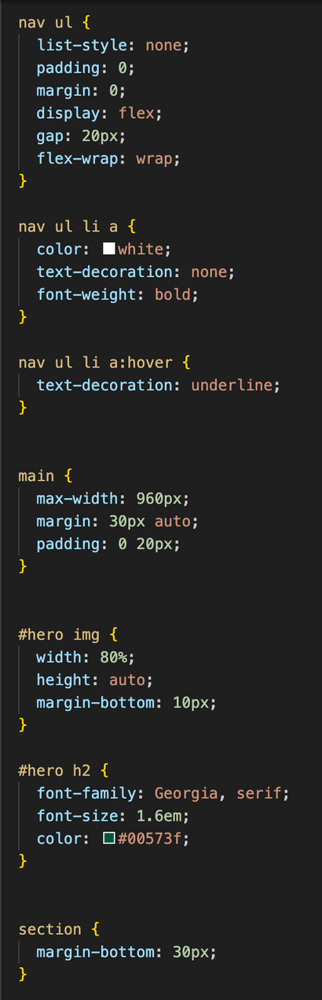 nav ul {
  list-style: none;
  padding: 0;
  margin: 0;
  display: flex;
  gap: 20px;
  flex-wrap: wrap;
}

nav ul li a {
  color: white;
  text-decoration: none;
  font-weight: bold;
}

nav ul li a:hover {
  text-decoration: underline;
}


main {
  max-width: 960px;
  margin: 30px auto;
  padding: 0 20px;
}


#hero img {
  width: 80%;
  height: auto;
  margin-bottom: 10px;
}

#hero h2 {
  font-family: Georgia, serif;
  font-size: 1.6em;
  color: #00573f;
}


section {
  margin-bottom: 30px;
}